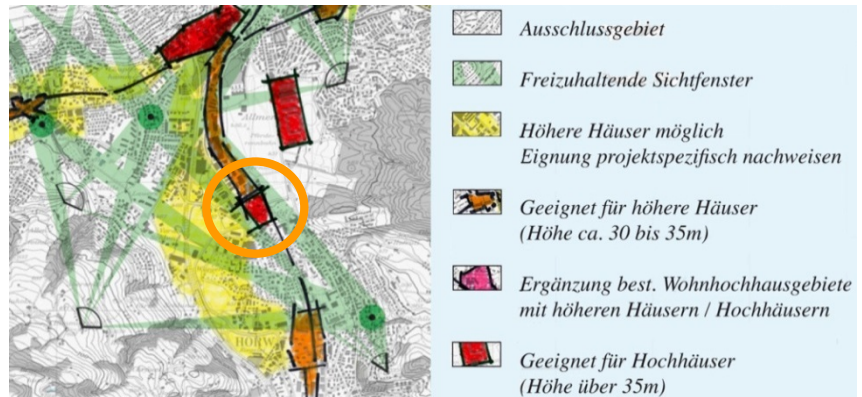 Allmend
HORW
Ausschlussgebiet
Freizuhaltende Sichtfenster
Höhere Häuser möglich
Eignung projektspezifisch nachweisen
Geeignet für höhere Häuser
(Höhe ca. 30 bis 35m)
Ergänzung best. Wohnhochhausgebiete
mit höheren Häusern / Hochhäusern
Geeignet für Hochhäuser
(Höhe über 35m)